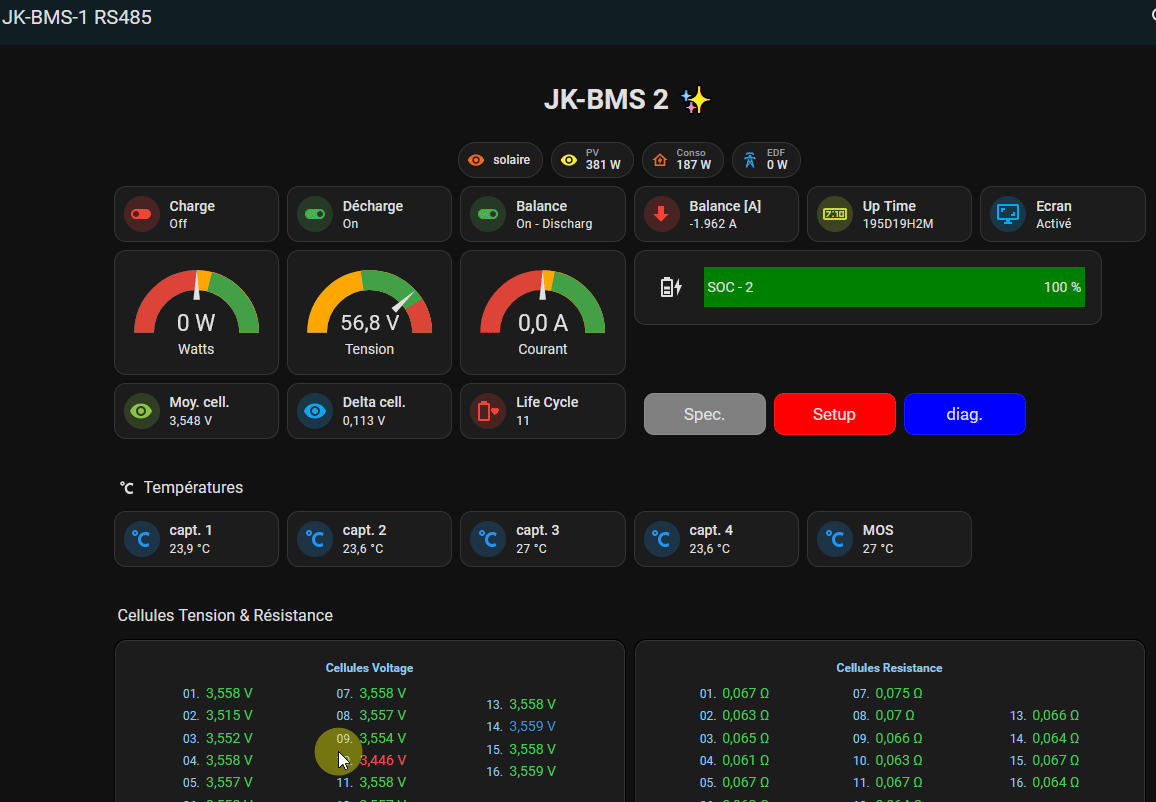 JK-BMS-1 RS485
JK-BMS 2 ✨
solaire
PV
381 W
Conso
187 W
EDF
0 W
Charge
Off
Décharge
On
Balance
On - Discharg
Balance [A]
-1.962 A
Up Time
195D19H2M
Ecran
Activé
0 W
Watts
56,8 V
Tension
0,0 A
Courant
SOC - 2
100 %
Moy. cell.
3,548 V
Delta cell.
0,113 V
Life Cycle
11
Spec.
Setup
diag.
°C Températures
°C
capt. 1
23,9 °C
°C
capt. 2
23,6 °C
°C
capt. 3
27 °C
°C
capt. 4
23,6 °C
°C
MOS
27 °C
Cellules Tension & Résistance
Cellules Voltage
01. 3,558 V
02. 3,515 V
03. 3,552 V
04. 3,558 V
05. 3,557 V
07. 3,558 V
08. 3,557 V
09. 3,554 V
3,446 V
11. 3,558 V
13. 3,558 V
14. 3,559 V
15. 3,558 V
16. 3,559 V
Cellules Resistance
01. 0,067 Ω
02. 0,063 Ω
03. 0,065 Ω
04. 0,061 Ω
05. 0,067 Ω
07. 0,075 Ω
08. 0,07 Ω
09. 0,066 Ω
10. 0,063 Ω
11. 0,067 Ω
13. 0,066 Ω
14. 0,064 Ω
15. 0,067 Ω
16. 0,064 Ω